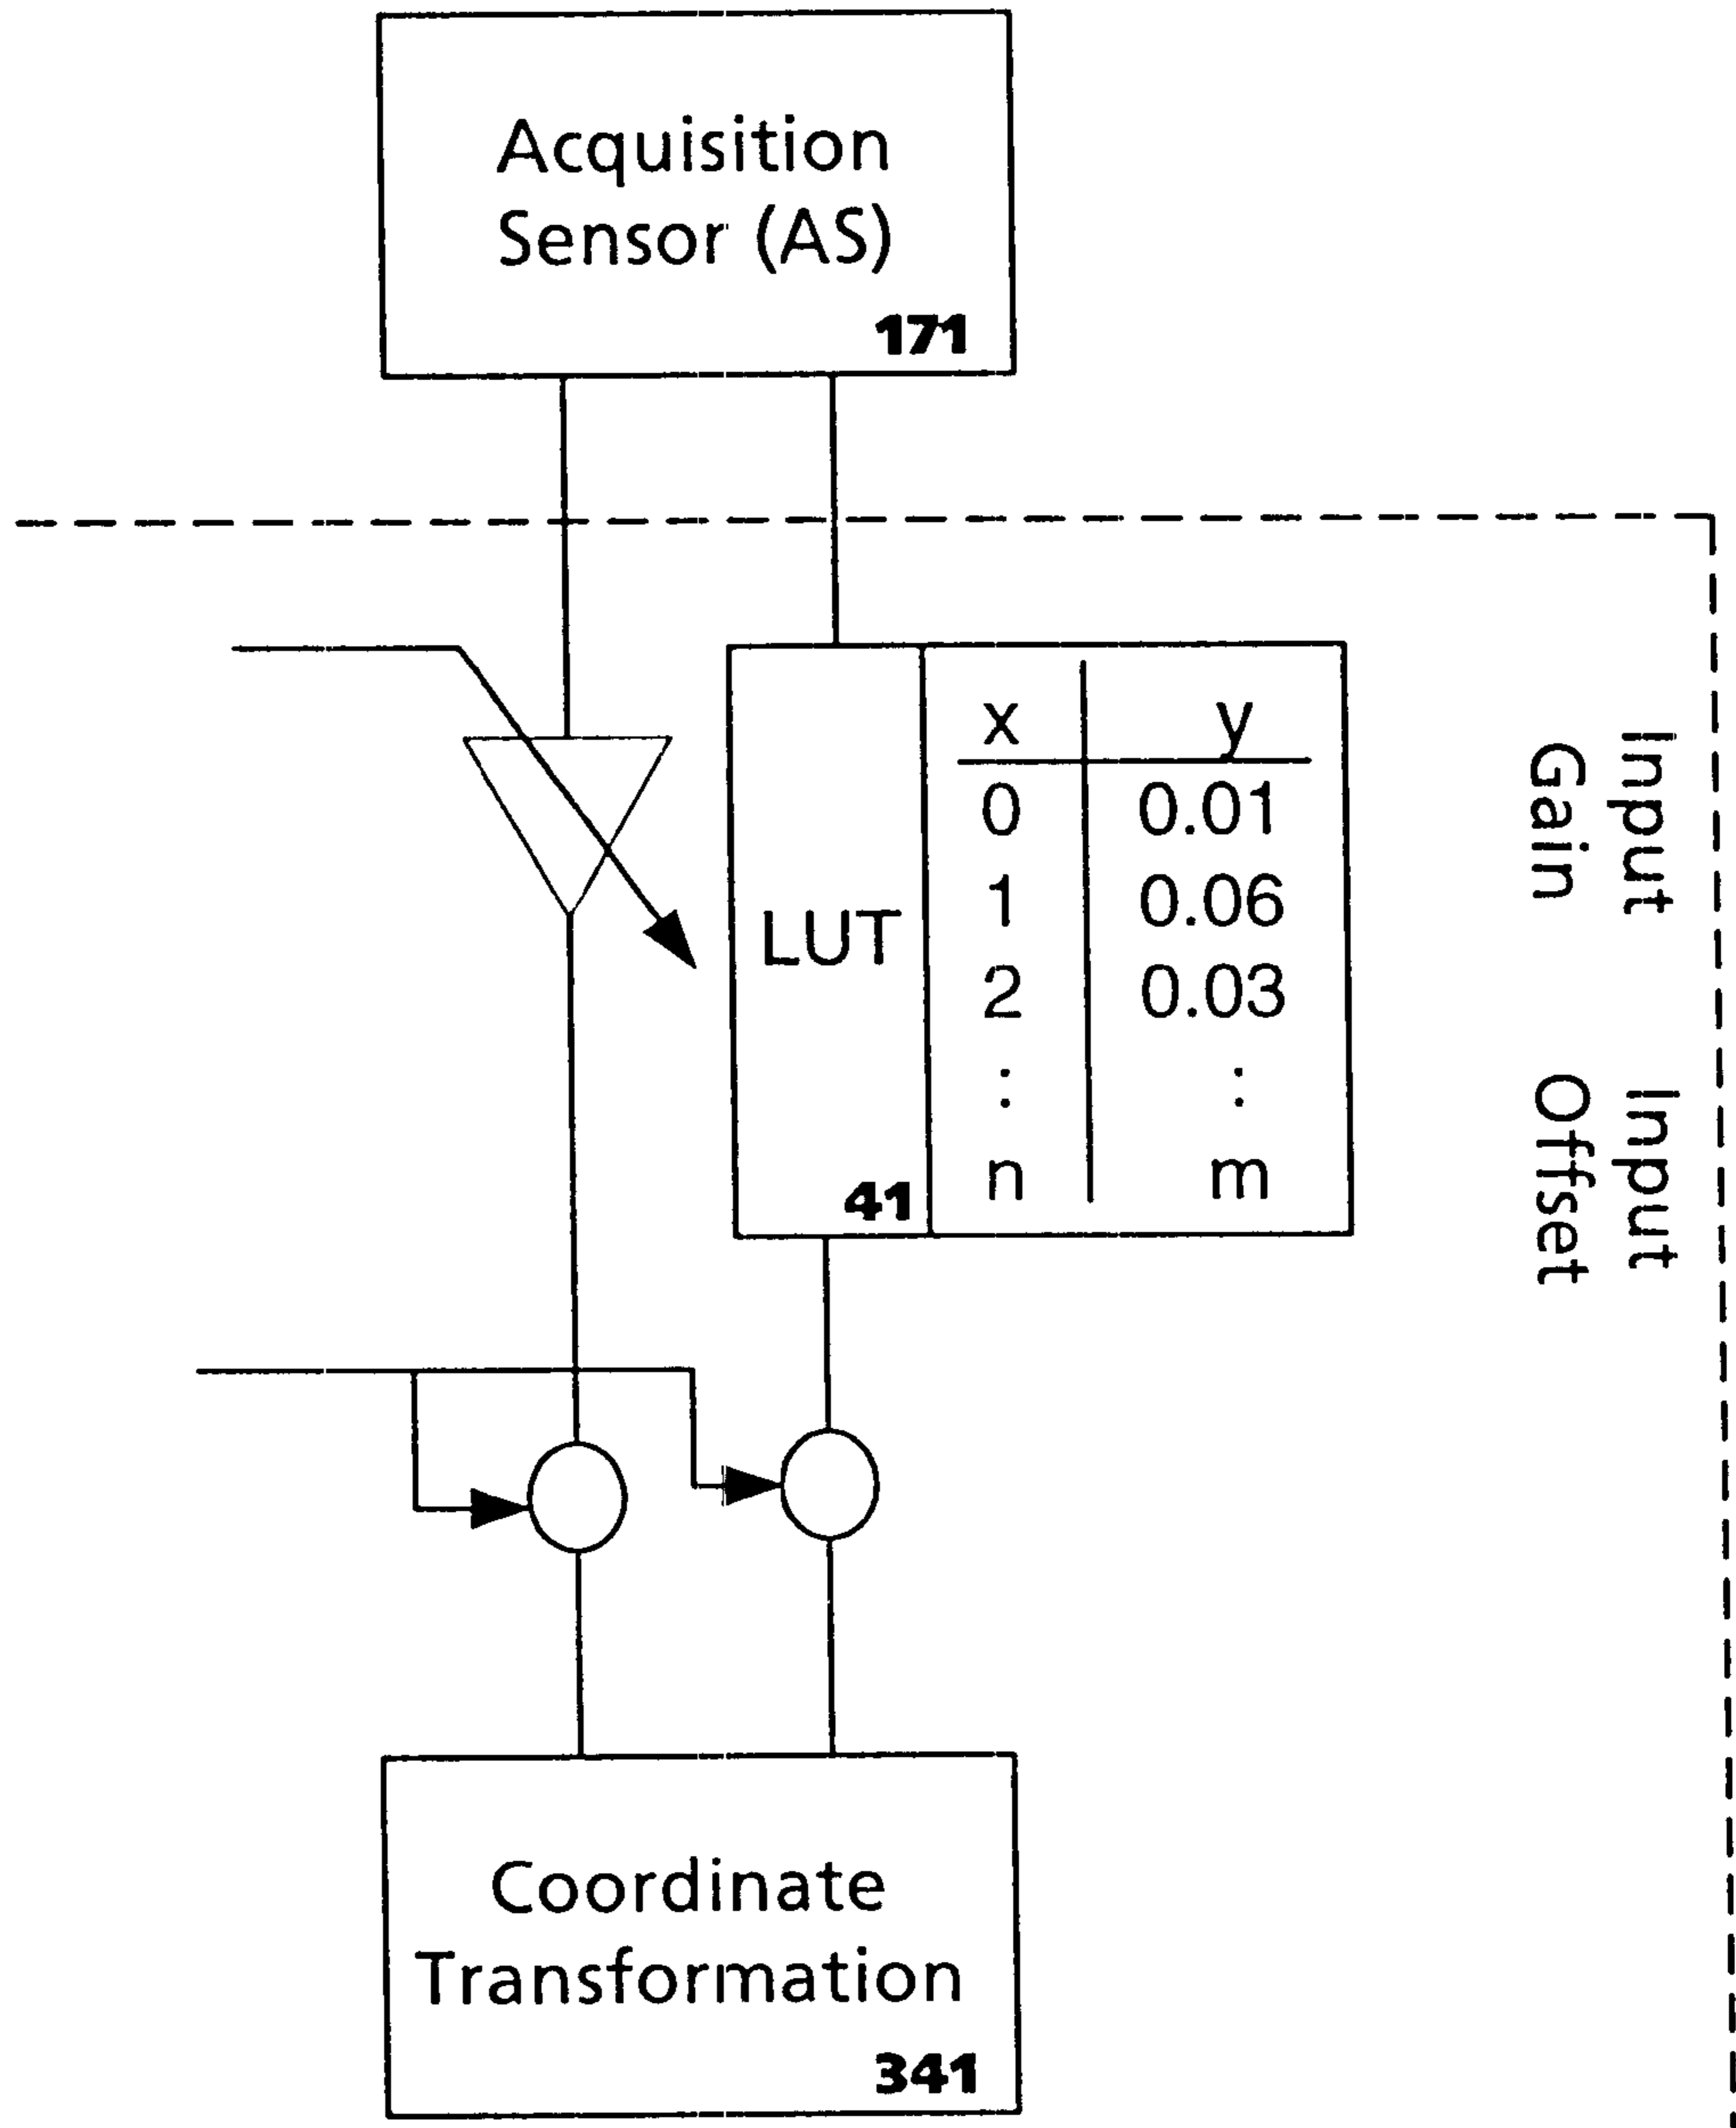 Acquisition
Sensor (AS)
171
LUT
41
x y
0 0.01
1 0.06
2 0.03
: :
n m
Input
Gain
Input
Offset
Coordinate
Transformation
341